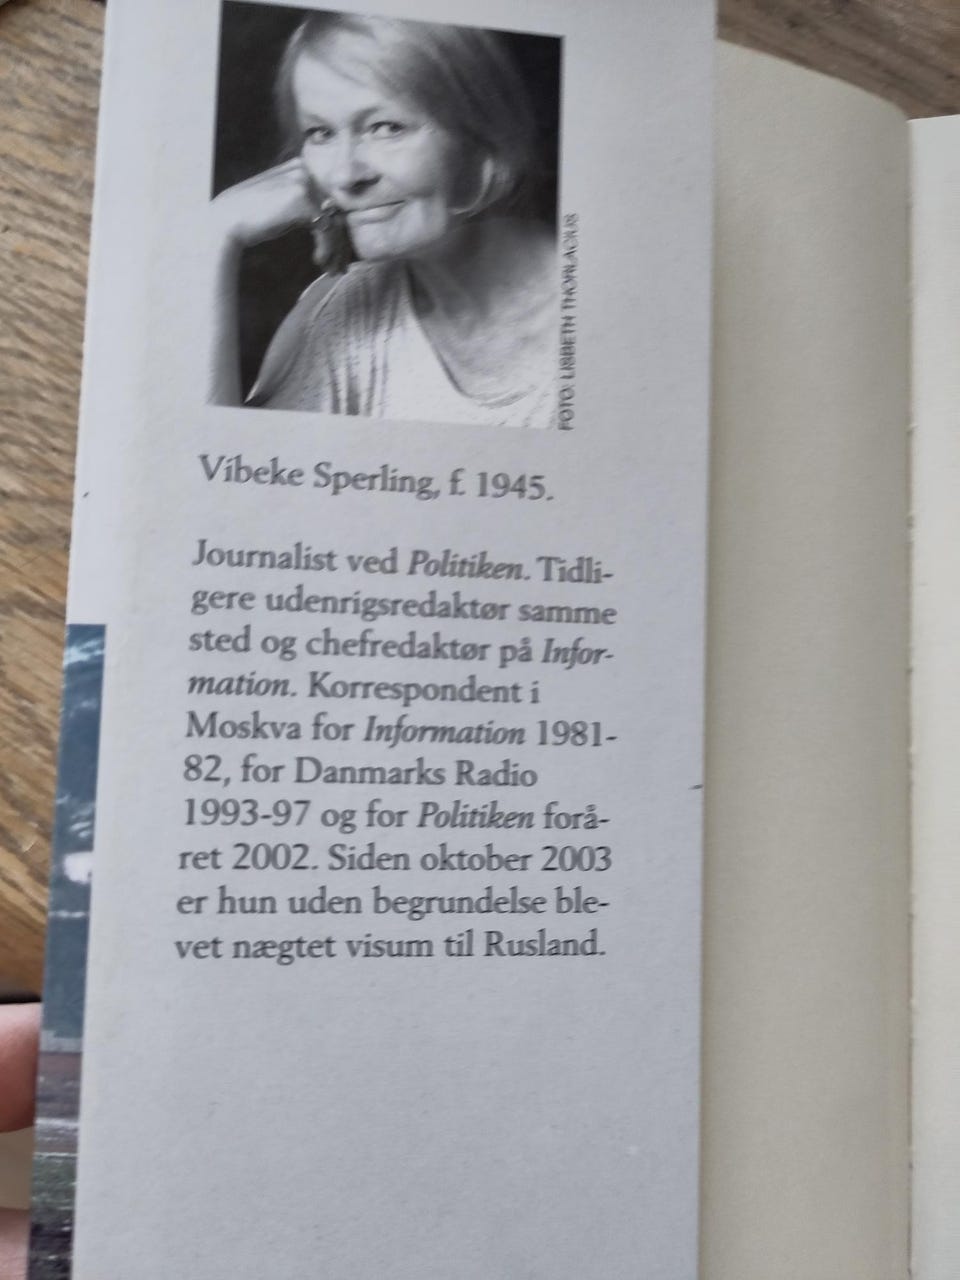 FOTO: LISBETH THORLACIUS
Vibeke Sperling, f. 1945.
Journalist ved Politiken. Tidli-
gere udenrigsredaktør samme
sted og chefredaktør på Infor-
mation. Korrespondent i
Moskva for Information 1981-
82, for Danmarks Radio
1993-97 og for Politiken forå-
ret 2002. Siden oktober 2003
er hun uden begrundelse ble-
vet nægtet visum til Rusland.